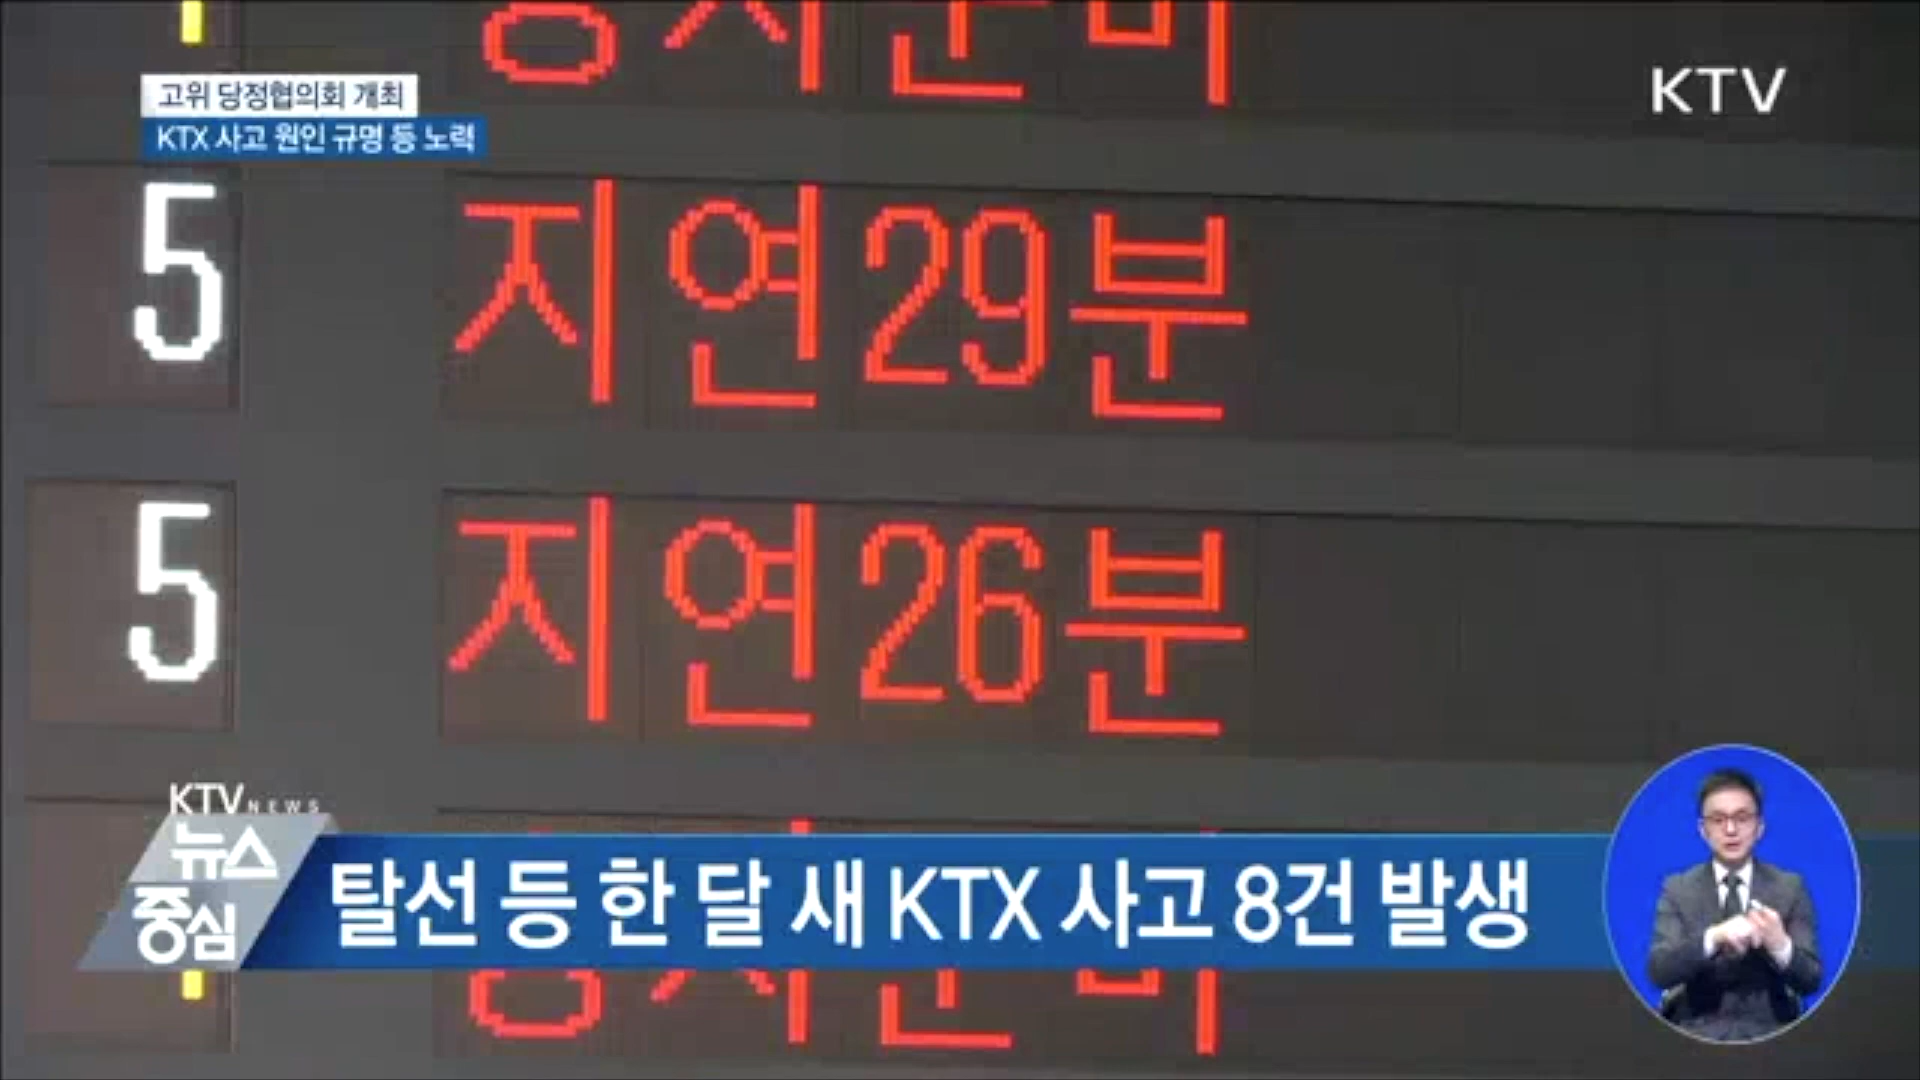 고위 당정협의회 개최
KTX 사고 원인 규명 등 노력
KTV
5 지연29분
5 지연26분
KTV NEWS
뉴스
중심
탈선 등 한 달 새 KTX 사고 8건 발생